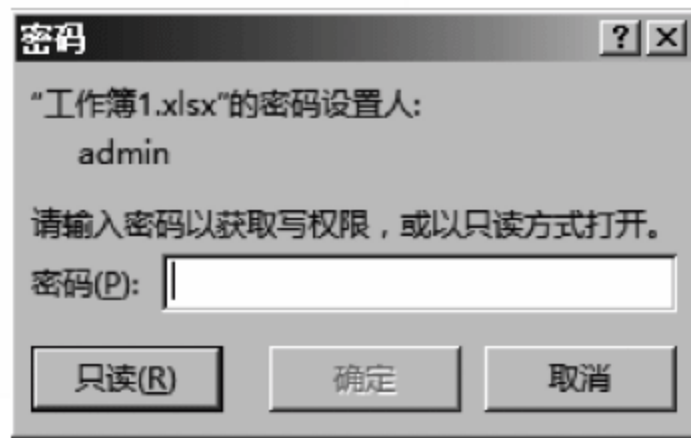 密码
“工作簿1.xlsx”的密码设置人:
admin
请输入密码以获取写权限，或以只读方式打开。
密码(P):
只读(R) 确定 取消